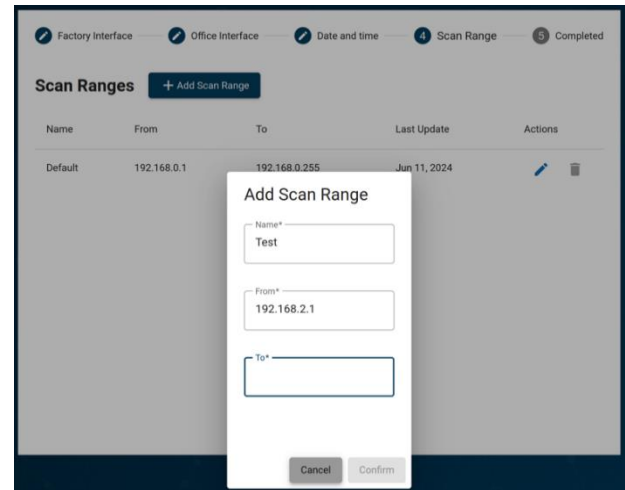 Factory Interface Office Interface Date and time 4 Scan Range 5 Completed
Scan Ranges + Add Scan Range
Name From To Last Update Actions
Default 192.168.0.1 192.168.0.255 Jun 11, 2024
Add Scan Range
Name*
Test
From*
192.168.2.1
To*
Cancel Confirm